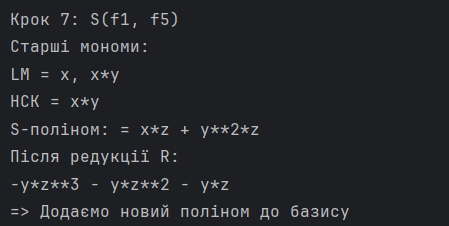 Крок 7: S(f1, f5)
Старші мономи:
LM = x, x*y
НСК = x*y
S-поліном: = x*z + y**2*z
Після редукції R:
-y*z**3 - y*z**2 - y*z
=> Додаємо новий поліном до базису